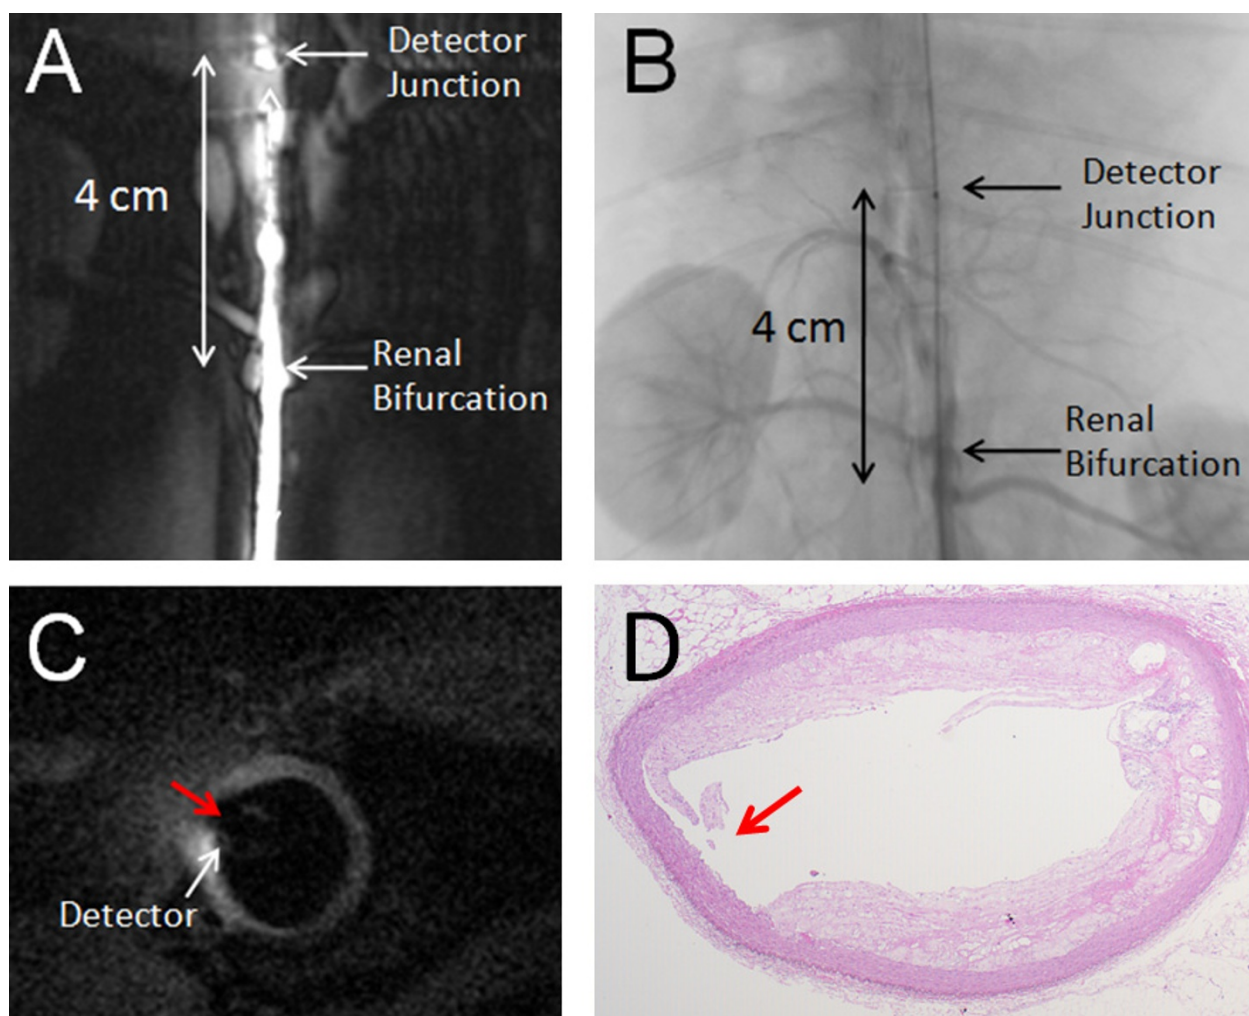 A
Detector
Junction
4 cm
Renal
Bifurcation
B
Detector
Junction
4 cm
Renal
Bifurcation
C
Detector
D